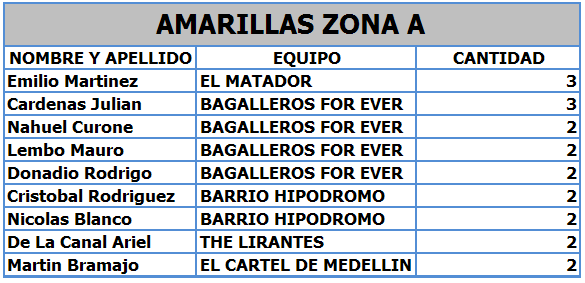 AMARILLAS ZONA A
NOMBRE Y APELLIDO EQUIPO CANTIDAD
Emilio Martinez EL MATADOR 3
Cardenas Julian BAGALLEROS FOR EVER 3
Nahuel Curone BAGALLEROS FOR EVER 2
Lembo Mauro BAGALLEROS FOR EVER 2
Donadio Rodrigo BAGALLEROS FOR EVER 2
Cristobal Rodriguez BARRIO HIPODROMO 2
Nicolas Blanco BARRIO HIPODROMO 2
De La Canal Ariel THE LIRANTES 2
Martin Bramajo EL CARTEL DE MEDELLIN 2